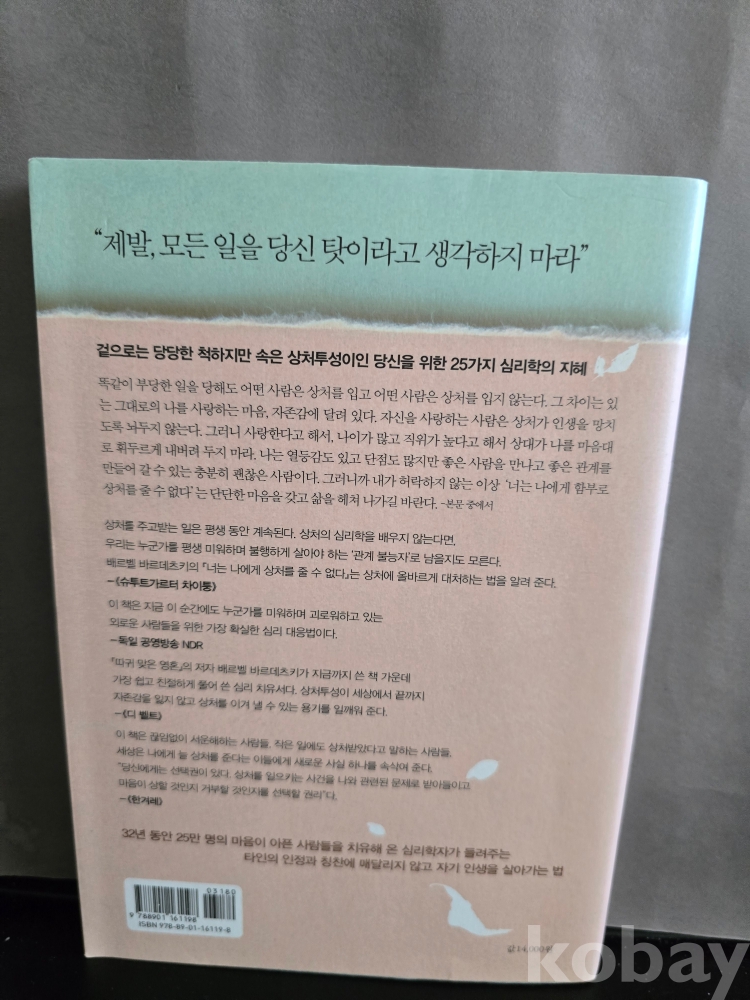 “제발, 모든 일을 당신 탓이라고 생각하지 마라”
겉으로는 당당한 척하지만 속은 상처투성이인 당신을 위한 25가지 심리학의 지혜
똑같이 부당한 일을 당해도 어떤 사람은 상처를 입고 어떤 사람은 상처를 입지 않는다. 그 차이는 있
는 그대로의 나를 사랑하는 마음, 자존감에 달려 있다. 자신을 사랑하는 사람은 상처가 인생을 망치
도록 놔두지 않는다. 그러니 사랑한다고 해서, 나이가 많고 직위가 높다고 해서 상대가 나를 마음대
로 휘두르게 내버려 두지 마라. 나는 열등감도 있고 단점도 많지만 좋은 사람을 만나고 좋은 관계를
만들어 갈 수 있는 충분히 괜찮은 사람이다. 그러니까 내가 허락하지 않는 이상 ‘너는 나에게 함부로
상처를 줄 수 없다’는 단단한 마음을 갖고 삶을 헤쳐 나가길 바란다. -본문 중에서
상처를 주고받는 일은 평생 동안 계속된다. 상처의 심리학을 배우지 않는다면,
우리는 누군가를 평생 미워하며 불행하게 살아야 하는 ‘관계 불능자’로 남을지도 모른다.
배르벨 바르데츠키의 『너는 나에게 상처를 줄 수 없다』는 상처에 올바르게 대처하는 법을 알려 준다.
-《슈투트가르터 차이퉁》
이 책은 지금 이 순간에도 누군가를 미워하며 괴로워하고 있는
외로운 사람들을 위한 가장 확실한 심리 대응법이다.
-독일 공영방송 NDR
『따귀 맞은 영혼』의 저자 배르벨 바르데츠키가 지금까지 쓴 책 가운데
가장 쉽고 친절하게 풀어 쓴 심리 치유서다. 상처투성이 세상에서 끝까지
자존감을 잃지 않고 상처를 이겨 낼 수 있는 용기를 일깨워 준다.
-《디 벨트》
이 책은 끊임없이 서운해하는 사람들, 작은 일에도 상처받았다고 말하는 사람들,
세상은 나에게 늘 상처를 준다는 이들에게 새로운 사실 하나를 속삭여 준다.
“당신에게는 선택권이 있다. 상처를 일으키는 사건을 나와 관련된 문제로 받아들이고
마음이 상할 것인지 거부할 것인지를 선택할 권리”다.
-《한겨레》
32년 동안 25만 명의 마음이 아픈 사람들을 치유해 온 심리학자가 들려주는
타인의 인정과 칭찬에 매달리지 않고 자기 인생을 살아가는 법
03180
9 788901 161198
ISBN 978-89-01-16119-8
값 14,000원
kobay